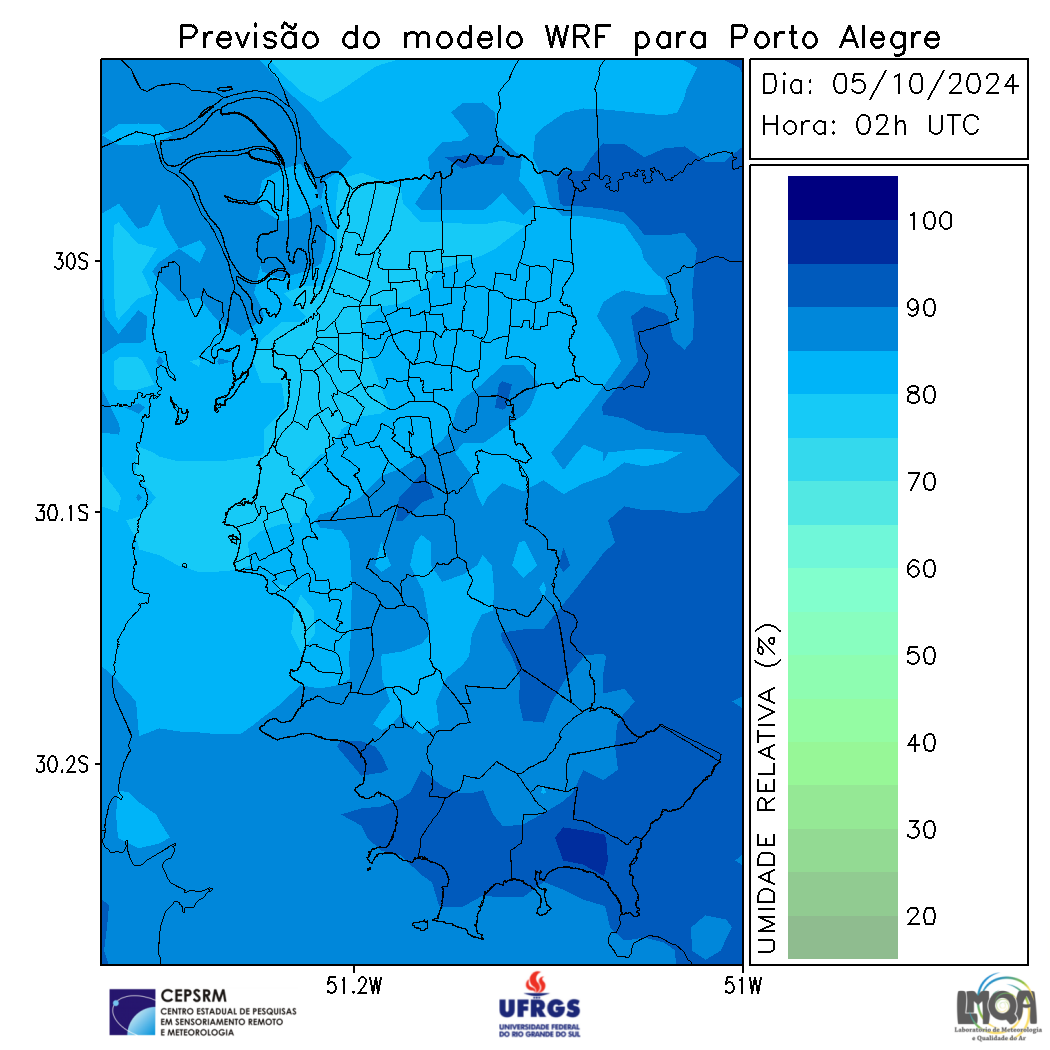 Previsão do modelo WRF para Porto Alegre
Dia: 05/10/2024
Hora: 02h UTC
30S
30.1S
30.2S
51.2W
51W
100
90
80
70
60
50
40
30
20
UMIDADE RELATIVA (%)
CEPSRM
CENTRO ESTADUAL DE PESQUISAS
EM SENSORIAMENTO REMOTO
E METEOROLOGIA
UFRGS
UNIVERSIDADE FEDERAL
DO RIO GRANDE DO SUL
LMQA
Laboratório de Meteorologia
e Qualidade do Ar